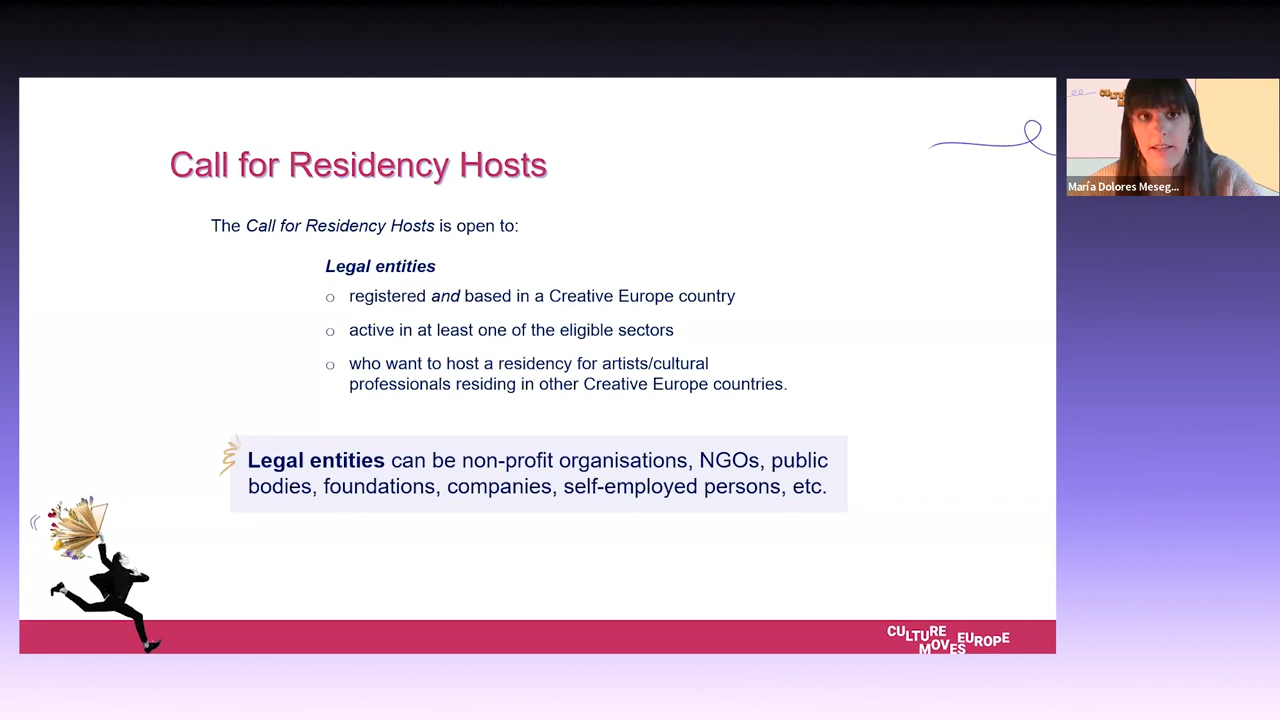 Call for Residency Hosts
The Call for Residency Hosts is open to:
Legal entities
registered and based in a Creative Europe country
active in at least one of the eligible sectors
who want to host a residency for artists/cultural
professionals residing in other Creative Europe countries.
Legal entities can be non-profit organisations, NGOs, public
bodies, foundations, companies, self-employed persons, etc.
CULTURE
MOVES EUROPE
María Dolores Meseg...